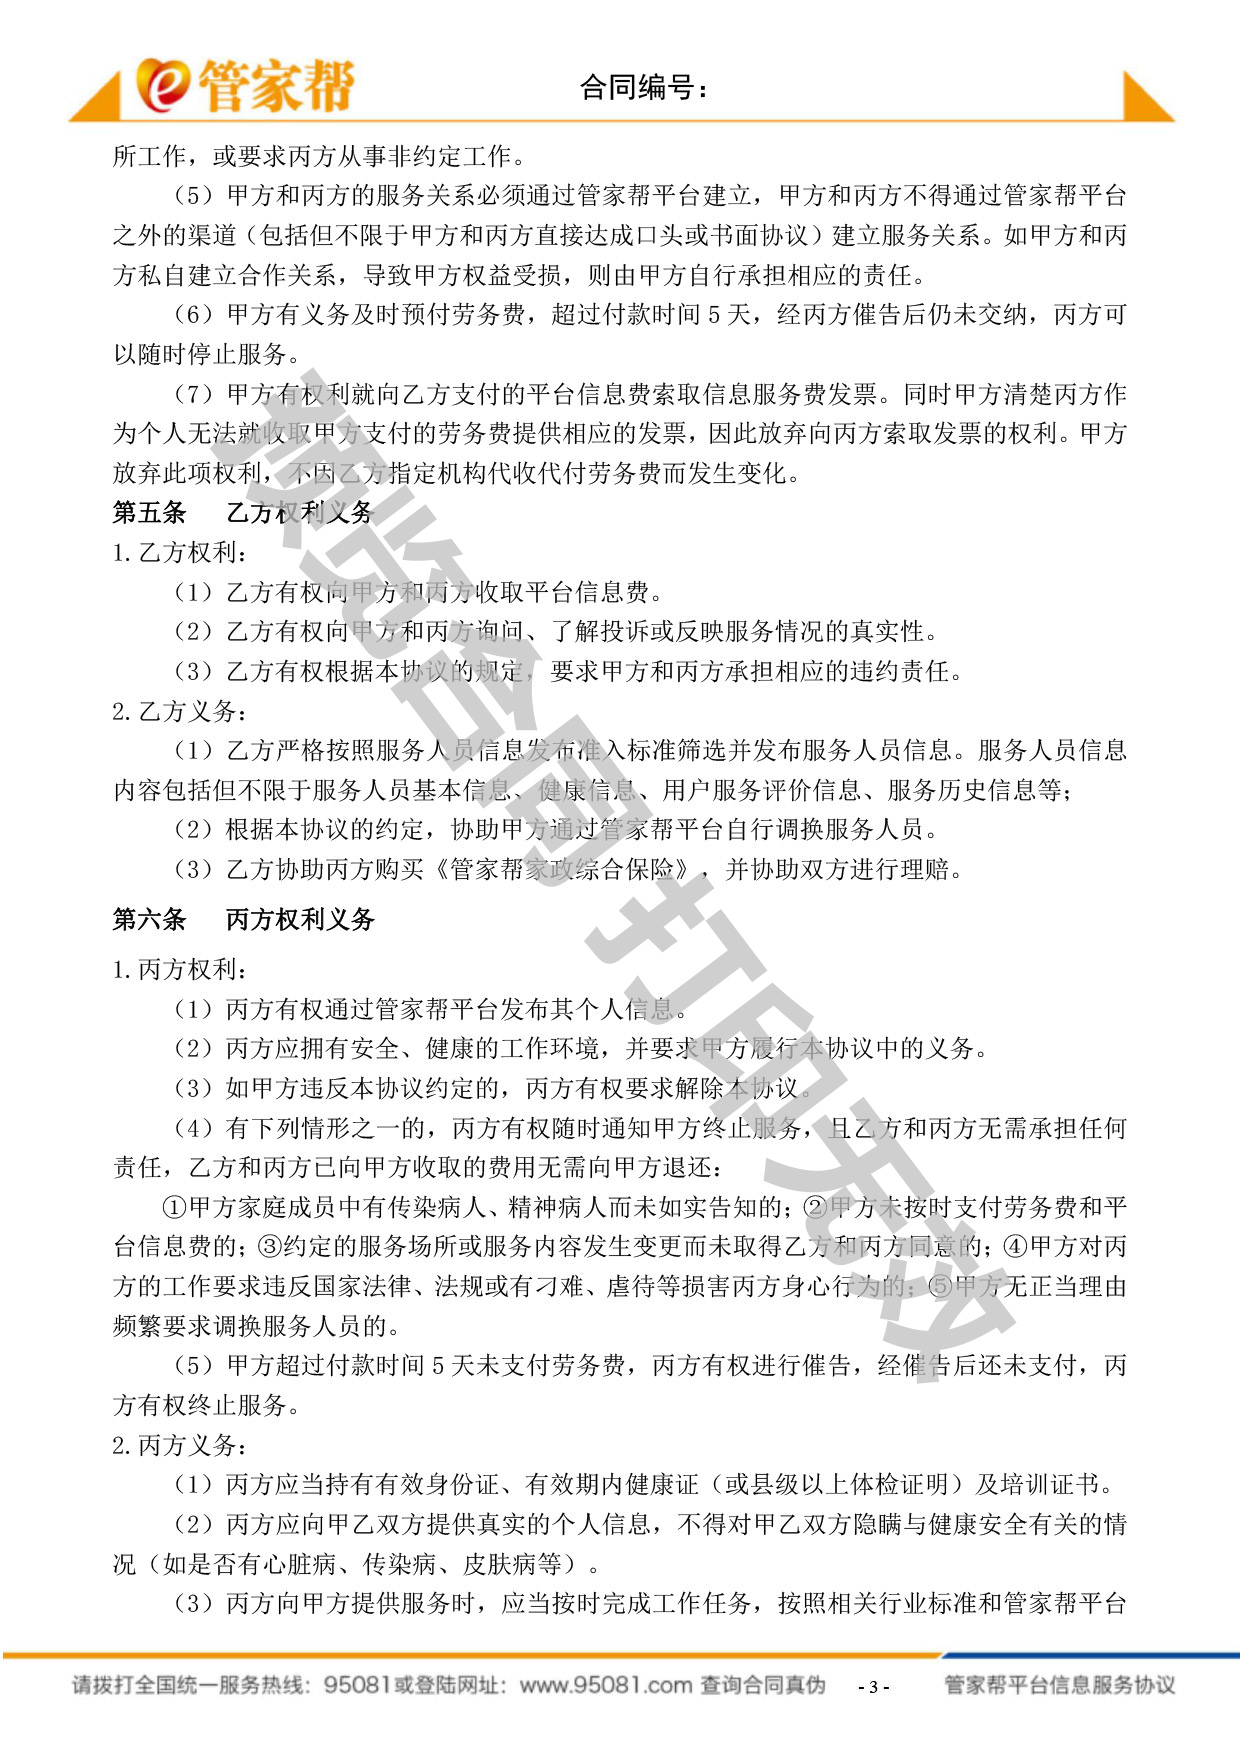 管家帮
合同编号：
所工作，或要求丙方从事非约定工作。
（5）甲方和丙方的服务关系必须通过管家帮平台建立，甲方和丙方不得通过管家帮平台
之外的渠道（包括但不限于甲方和丙方直接达成口头或书面协议）建立服务关系。如甲方和丙
方私自建立合作关系，导致甲方权益受损，则由甲方自行承担相应的责任。
（6）甲方有义务及时预付劳务费，超过付款时间 5 天，经丙方催告后仍未交纳，丙方可
以随时停止服务。
（7）甲方有权利就向乙方支付的平台信息费索取信息服务费发票。同时甲方清楚丙方作
为个人无法就收取甲方支付的劳务费提供相应的发票，因此放弃向丙方索取发票的权利。甲方
放弃此项权利，不因乙方指定机构代收代付劳务费而发生变化。
第五条 乙方权利义务
1.乙方权利：
（1）乙方有权向甲方和丙方收取平台信息费。
（2）乙方有权向甲方和丙方询问、了解投诉或反映服务情况的真实性。
（3）乙方有权根据本协议的规定，要求甲方和丙方承担相应的违约责任。
2.乙方义务：
（1）乙方严格按照服务人员信息发布准入标准筛选并发布服务人员信息。服务人员信息
内容包括但不限于服务人员基本信息、健康信息、用户服务评价信息、服务历史信息等；
（2）根据本协议的约定，协助甲方通过管家帮平台自行调换服务人员。
（3）乙方协助丙方购买《管家帮家政综合保险》，并协助双方进行理赔。
第六条 丙方权利义务
1.丙方权利：
（1）丙方有权通过管家帮平台发布其个人信息。
（2）丙方应拥有安全、健康的工作环境，并要求甲方履行本协议中的义务。
（3）如甲方违反本协议约定的，丙方有权要求解除本协议。
（4）有下列情形之一的，丙方有权随时通知甲方终止服务，且乙方和丙方无需承担任何
责任，乙方和丙方已向甲方收取的费用无需向甲方退还：
①甲方家庭成员中有传染病人、精神病人而未如实告知的；②甲方未按时支付劳务费和平
台信息费的；③约定的服务场所或服务内容发生变更而未取得乙方和丙方同意的；④甲方对丙
方的工作要求违反国家法律、法规或有刁难、虐待等损害丙方身心行为的；⑤甲方无正当理由
频繁要求调换服务人员的。
（5）甲方超过付款时间 5 天未支付劳务费，丙方有权进行催告，经催告后还未支付，丙
方有权终止服务。
2.丙方义务：
（1）丙方应当持有有效身份证、有效期内健康证（或县级以上体检证明）及培训证书。
（2）丙方应向甲乙双方提供真实的个人信息，不得对甲乙双方隐瞒与健康安全有关的情
况（如是否有心脏病、传染病、皮肤病等）。
（3）丙方向甲方提供服务时，应当按时完成工作任务，按照相关行业标准和管家帮平台
预览合同 打印无效
请拨打全国统一服务热线：95081或登陆网址：www.95081.com 查询合同真伪
- 3 -
管家帮平台信息服务协议